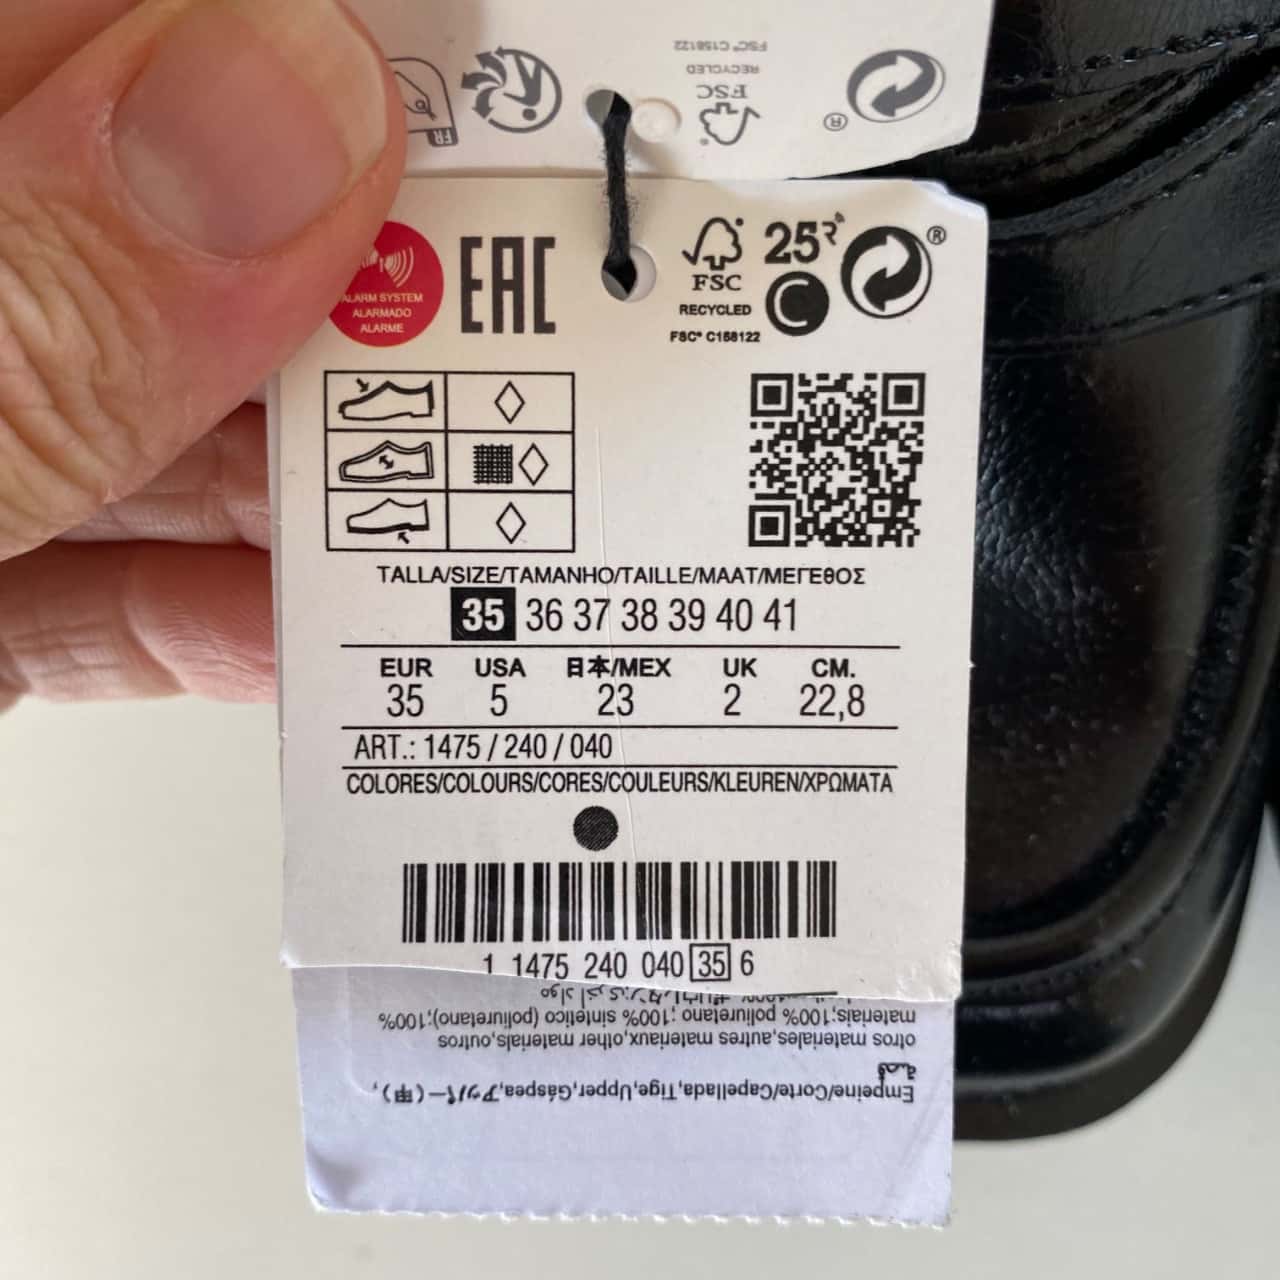 FSC® C158122
RECYCLED
FSC
®
FR
ALARM SYSTEM
ALARMADO
ALARME
EAC
FSC
RECYCLED
FSC® C158122
25
C
®
TALLA/SIZE/TAMANHO/TAILLE/MAAT/ΜΕΓΕΘΟΣ
35 36 37 38 39 40 41
EUR USA 日本/MEX UK CM.
35 5 23 2 22,8
ART.: 1475 / 240 / 040
COLORES/COLOURS/CORES/COULEURS/KLEUREN/ΧΡΩΜΑΤΑ
1 1475 240 040 35 6
Empeine/Corte/Capellada,Tige,Upper,Gáspea,アッパー（甲）,
otros materiales,autres materiaux,other materials,outros
materiais;100% poliuretano ;100% sintético (poliuretano);100%